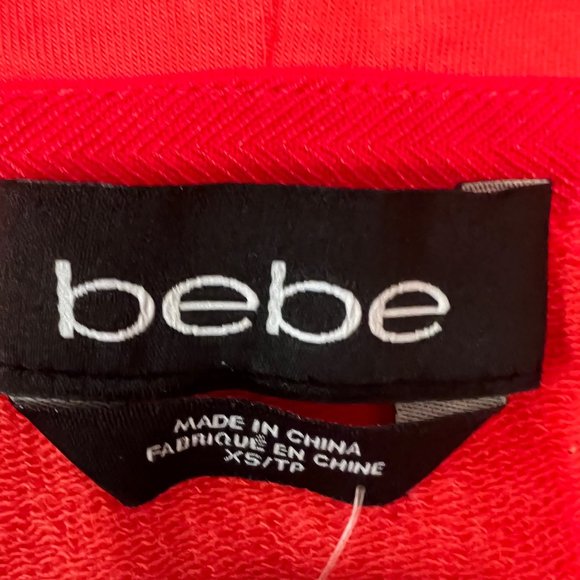 bebe
MADE IN CHINA
FABRIQUÉ EN CHINE
XS/TP